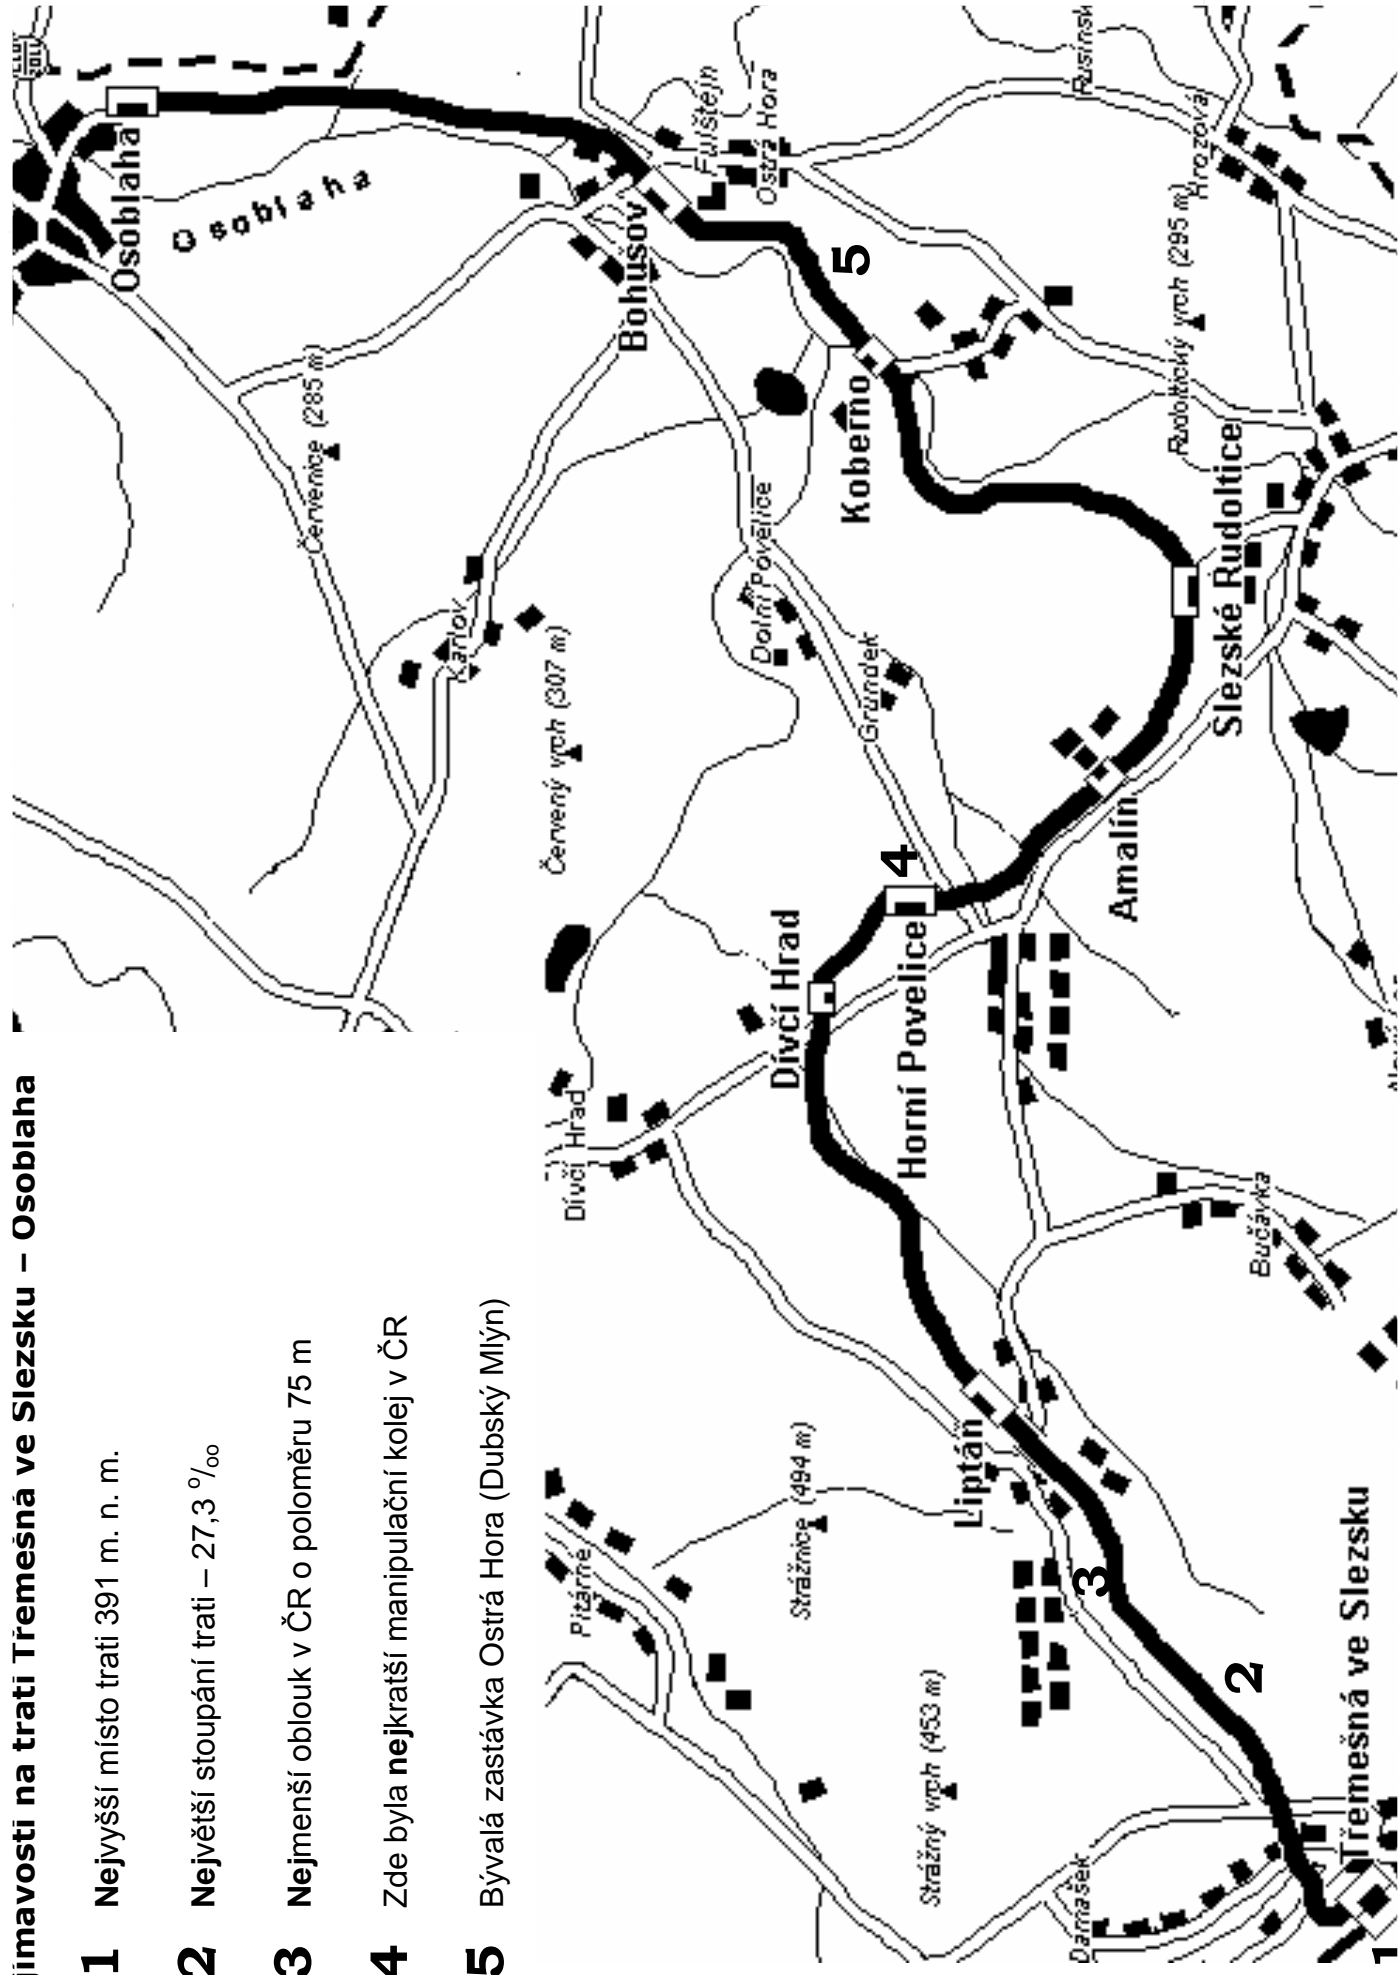 jímavosti na trati Třemešná ve Slezsku – Osoblaha
1 Nejvyšší místo trati 391 m. n. m.
2 Největší stoupání trati – 27,3 ⁰/₀₀
3 Nejmenší oblouk v ČR o poloměru 75 m
4 Zde byla nejkratší manipulační kolej v ČR
5 Bývalá zastávka Ostrá Hora (Dubský Mlýn)
Osoblaha
Osoblaha
Červenice (285 m)
Karlov
Červený vrch (307 m)
Bohušov
Fulštejn
Ostrá Hora
5
Koberno
Rusínsk
Hrozová
Rudoltický vrch (295 m)
Slezské Rudoltice
Dolní Povelice
Grundek
Amalín
4
Horní Povelice
Dívčí Hrad
Dívčí Hrad
Bučávka
Liptáň
Strážnice (494 m)
Pitárné
3
2
Strážný vrch (453 m)
Damašek
Třemešná ve Slezsku
1